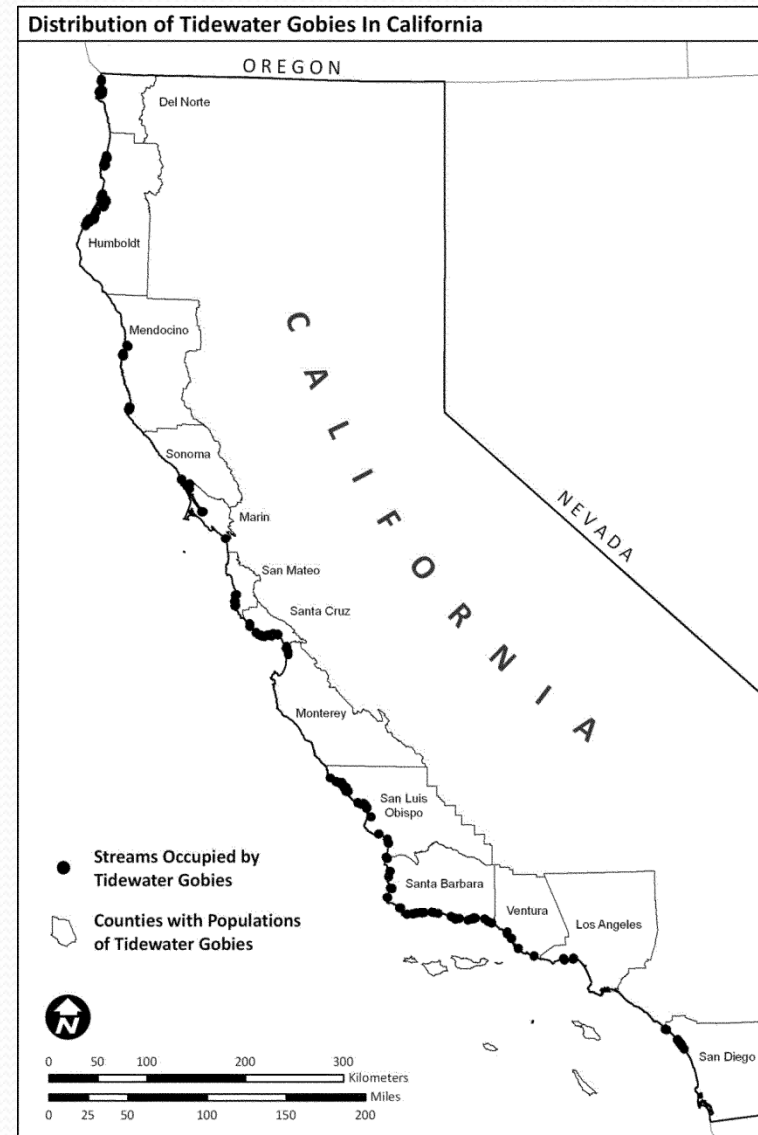 Distribution of Tidewater Gobies In California
OREGON
Del Norte
Humboldt
Mendocino
CALIFORNIA
Sonoma
NEVADA
Marin
San Mateo
Santa Cruz
Monterey
San Luis
Obispo
Streams Occupied by
Tidewater Gobies
Santa Barbara
Ventura
Los Angeles
Counties with Populations
of Tidewater Gobies
N
San Diego
0 50 100 200 300
Kilometers
Miles
0 25 50 100 150 200